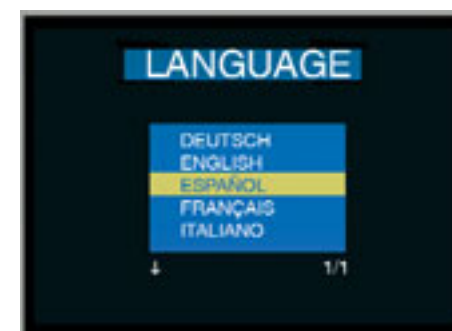 LANGUAGE
DEUTSCH
ENGLISH
ESPAÑOL
FRANÇAIS
ITALIANO
↓ 1/1